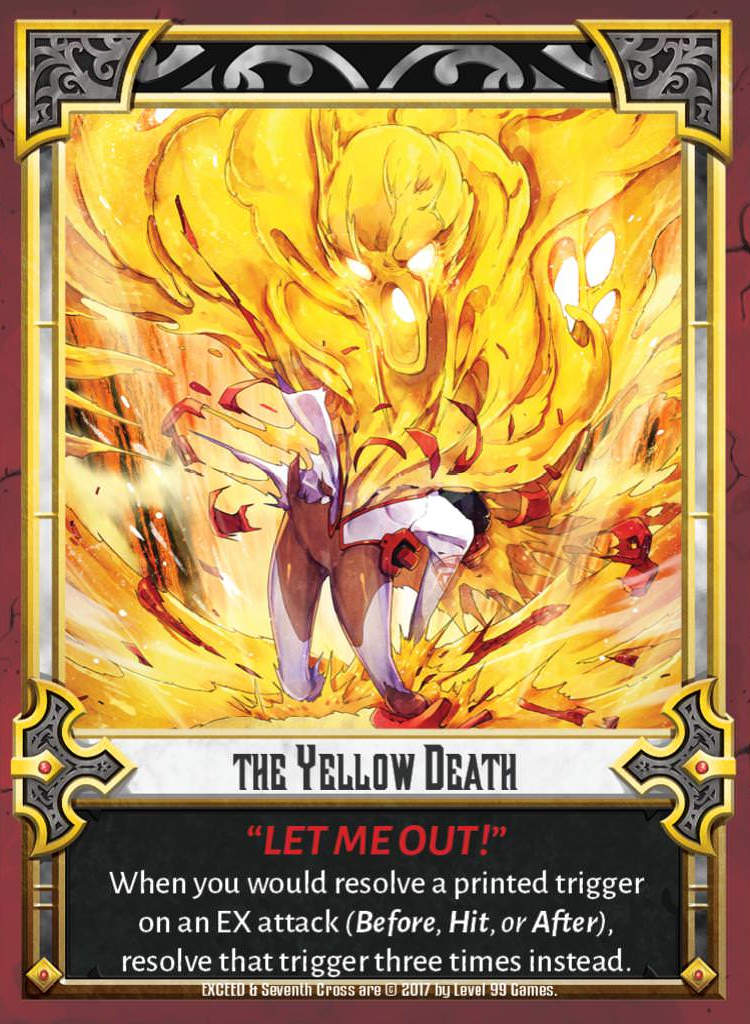 THE YELLOW DEATH
“LET ME OUT!”
When you would resolve a printed trigger
on an EX attack (Before, Hit, or After),
resolve that trigger three times instead.
EXCEED & Seventh Cross are © 2017 by Level 99 Games.